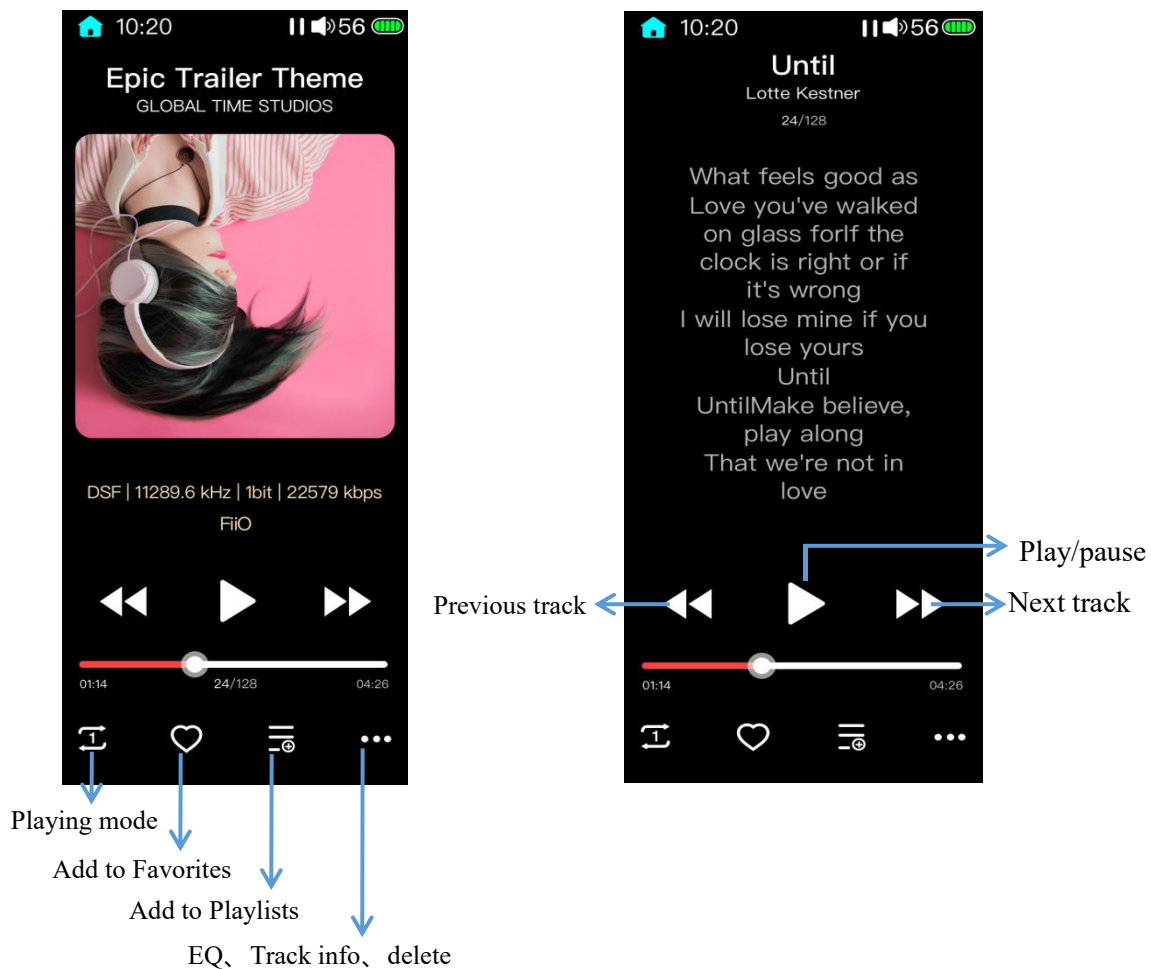 10:20
56
Epic Trailer Theme
GLOBAL TIME STUDIOS
DSF | 11289.6 kHz | 1bit | 22579 kbps
FiiO
01:14
24/128
04:26
1
Playing mode
Add to Favorites
Add to Playlists
EQ、Track info、delete
10:20
56
Until
Lotte Kestner
24/128
What feels good as
Love you've walked
on glass forIf the
clock is right or if
it's wrong
I will lose mine if you
lose yours
Until
UntilMake believe,
play along
That we're not in
love
Play/pause
Previous track
Next track
01:14
04:26
1